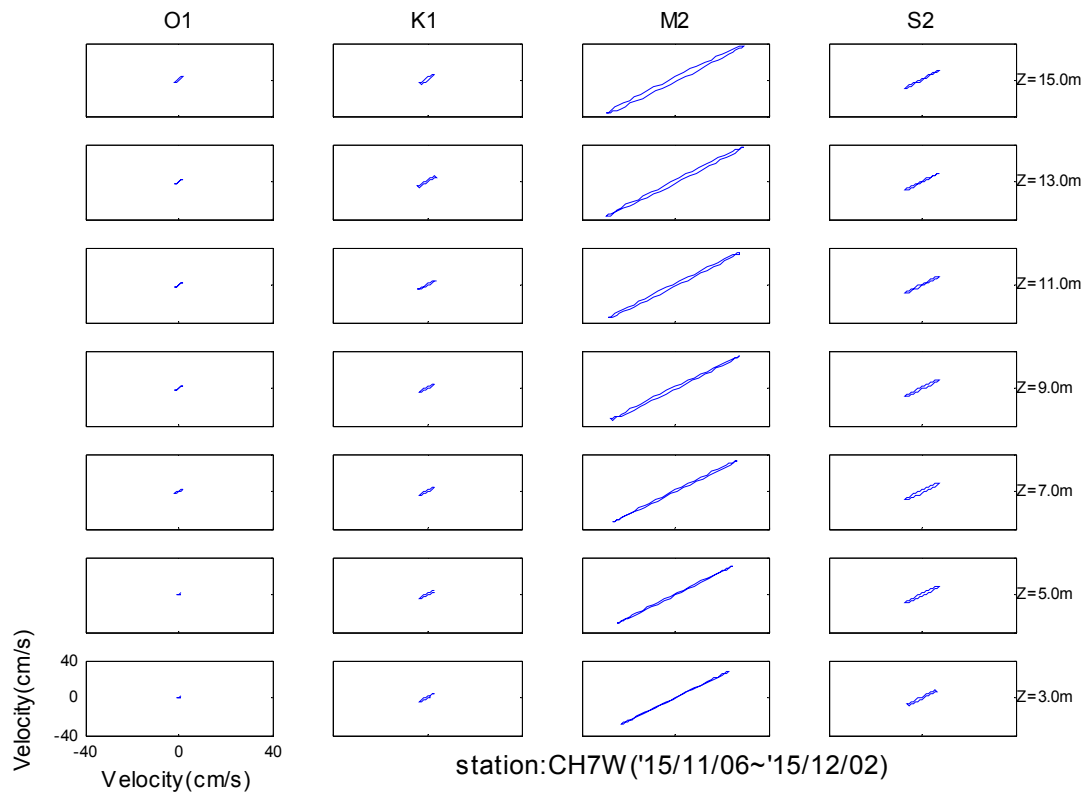 O1 K1 M2 S2
Z=15.0m
Z=13.0m
Z=11.0m
Z=9.0m
Z=7.0m
Z=5.0m
Z=3.0m
Velocity(cm/s)
40
0
-40
-40 0 40
Velocity(cm/s)
station:CH7W('15/11/06~'15/12/02)